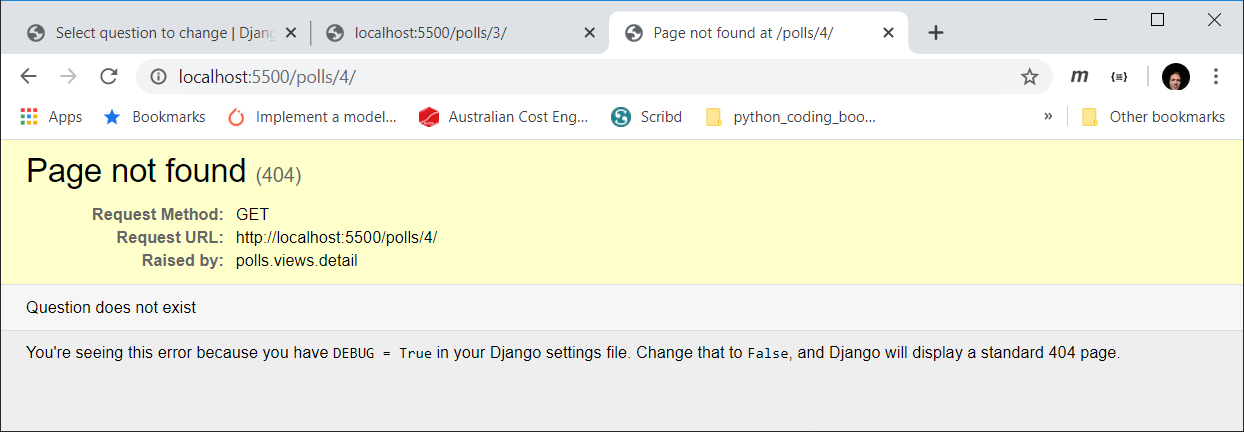 Select question to change | Djang
localhost:5500/polls/3/
Page not found at /polls/4/
localhost:5500/polls/4/
m
{≡}
Apps
Bookmarks
Implement a model...
Australian Cost Eng...
Scribd
python_coding_boo...
»
Other bookmarks
Page not found (404)
Request Method: GET
Request URL: http://localhost:5500/polls/4/
Raised by: polls.views.detail
Question does not exist
You're seeing this error because you have DEBUG = True in your Django settings file. Change that to False, and Django will display a standard 404 page.